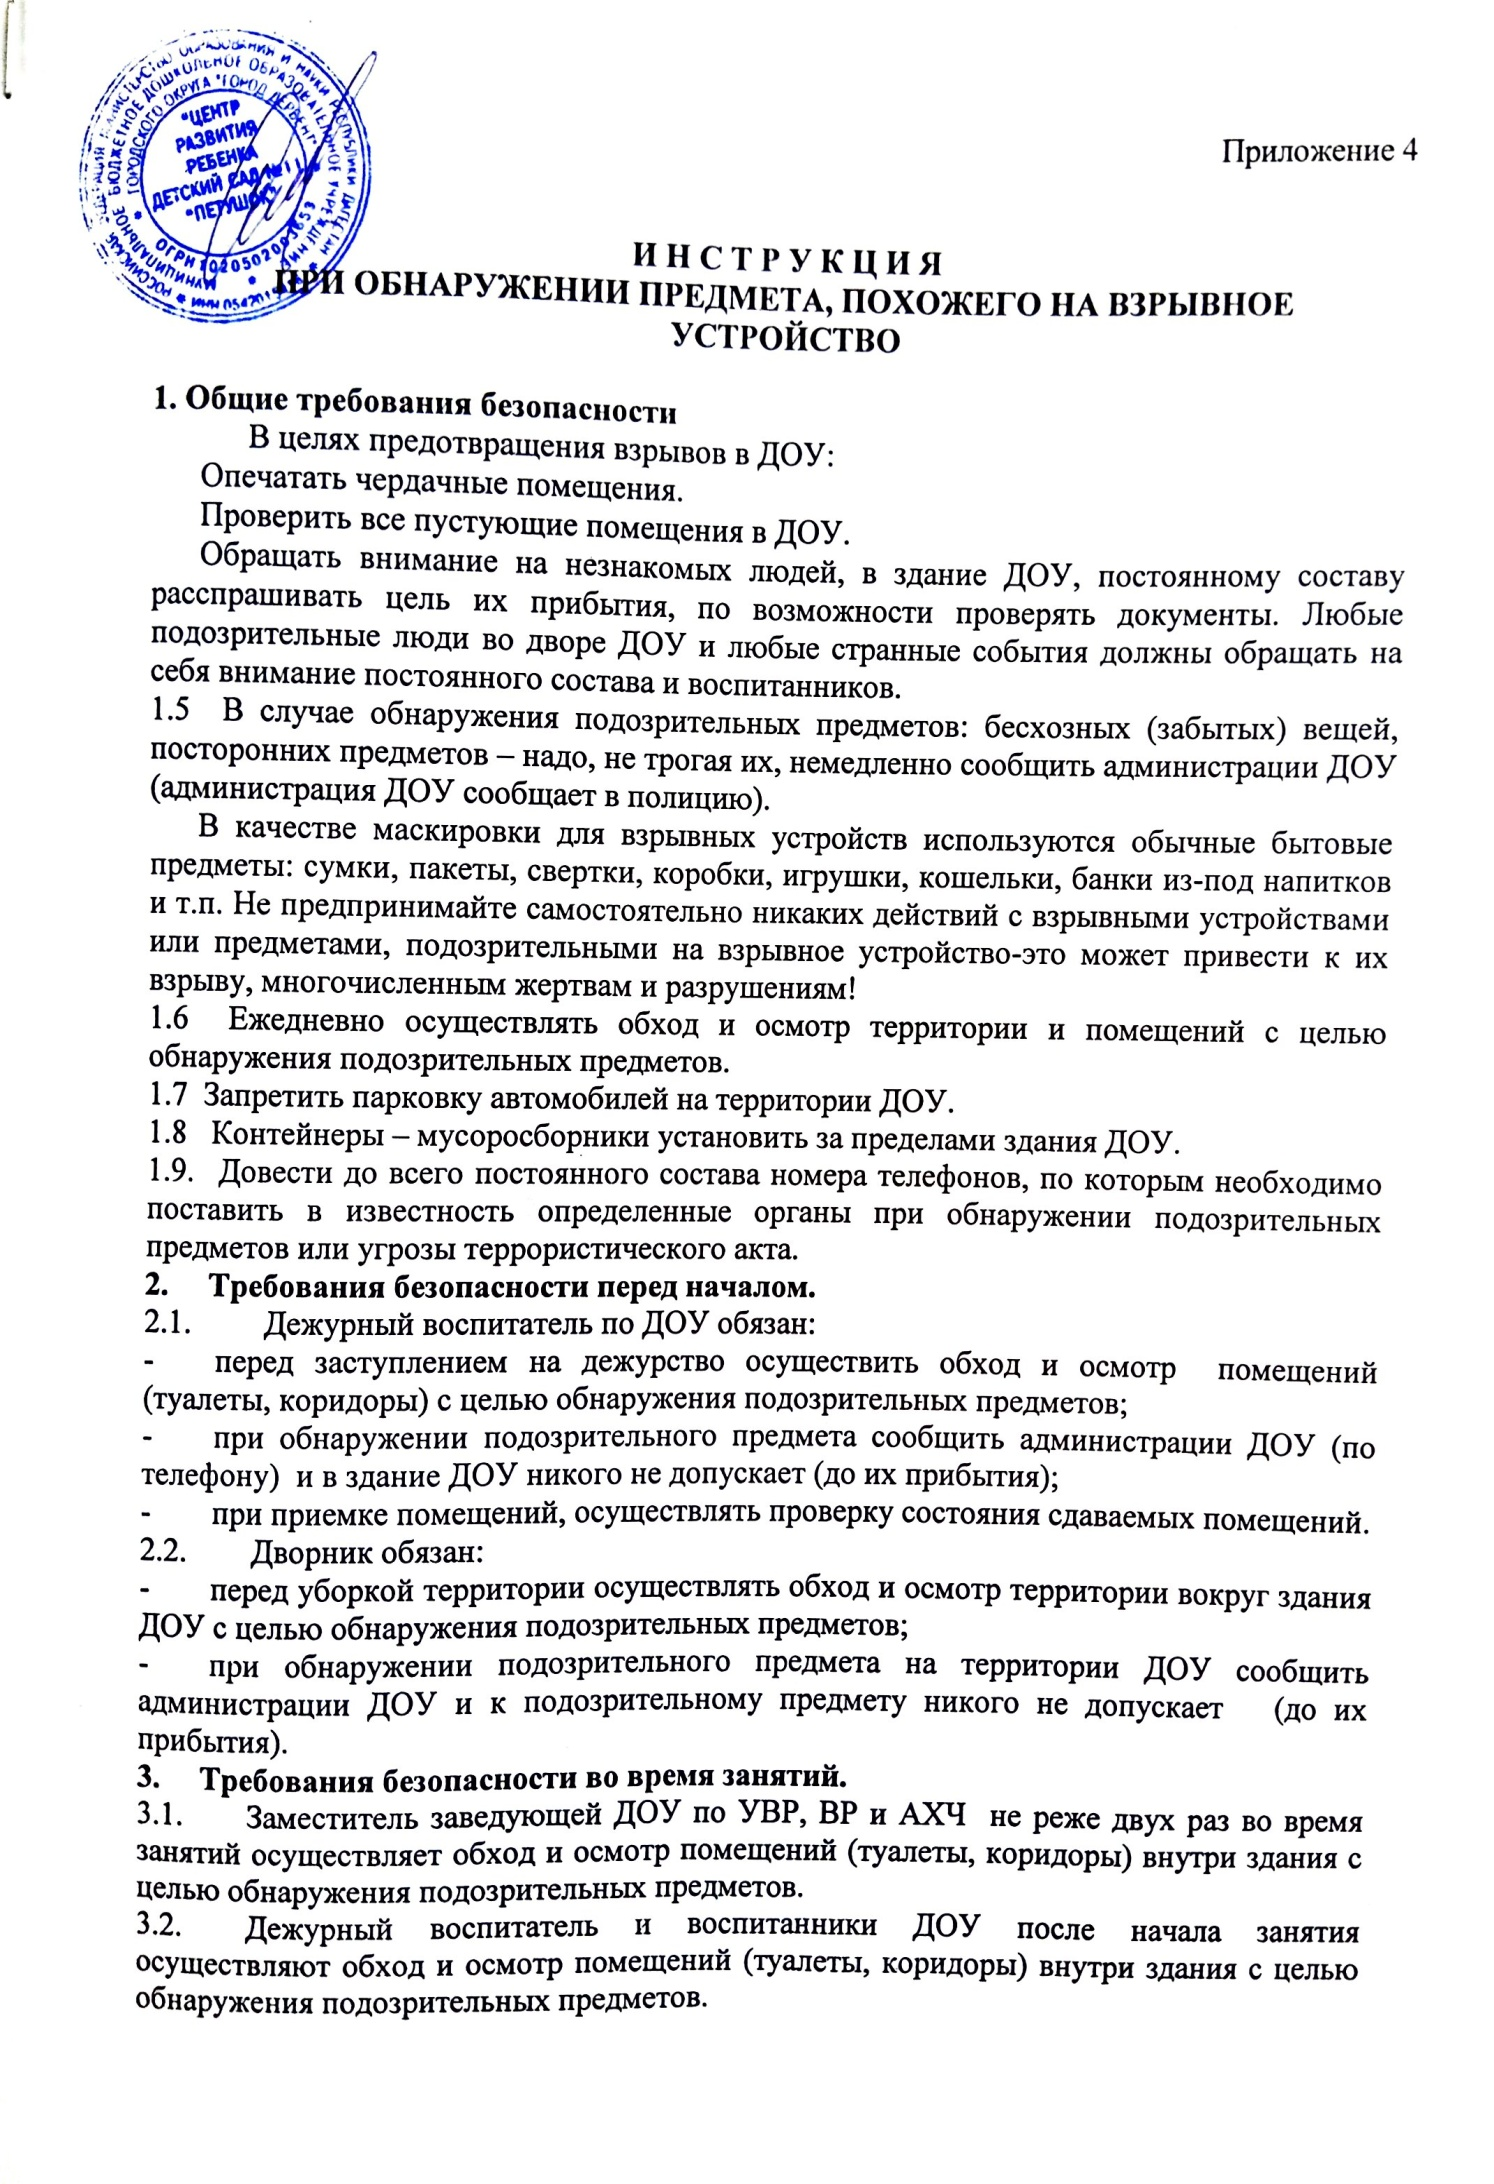 "ЦЕНТР
РАЗВИТИЯ
РЕБЕНКА
ДЕТСКИЙ САД №11
"ПЕРУШОК"
Приложение 4
И Н С Т Р У К Ц И Я
ПРИ ОБНАРУЖЕНИИ ПРЕДМЕТА, ПОХОЖЕГО НА ВЗРЫВНОЕ
УСТРОЙСТВО
1. Общие требования безопасности
В целях предотвращения взрывов в ДОУ:
Опечатать чердачные помещения.
Проверить все пустующие помещения в ДОУ.
Обращать внимание на незнакомых людей, в здание ДОУ, постоянному составу
расспрашивать цель их прибытия, по возможности проверять документы. Любые
подозрительные люди во дворе ДОУ и любые странные события должны обращать на
себя внимание постоянного состава и воспитанников.
1.5 В случае обнаружения подозрительных предметов: бесхозных (забытых) вещей,
посторонних предметов – надо, не трогая их, немедленно сообщить администрации ДОУ
(администрация ДОУ сообщает в полицию).
В качестве маскировки для взрывных устройств используются обычные бытовые
предметы: сумки, пакеты, свертки, коробки, игрушки, кошельки, банки из-под напитков
и т.п. Не предпринимайте самостоятельно никаких действий с взрывными устройствами
или предметами, подозрительными на взрывное устройство-это может привести к их
взрыву, многочисленным жертвам и разрушениям!
1.6 Ежедневно осуществлять обход и осмотр территории и помещений с целью
обнаружения подозрительных предметов.
1.7 Запретить парковку автомобилей на территории ДОУ.
1.8 Контейнеры – мусоросборники установить за пределами здания ДОУ.
1.9. Довести до всего постоянного состава номера телефонов, по которым необходимо
поставить в известность определенные органы при обнаружении подозрительных
предметов или угрозы террористического акта.
2. Требования безопасности перед началом.
2.1. Дежурный воспитатель по ДОУ обязан:
- перед заступлением на дежурство осуществить обход и осмотр помещений
(туалеты, коридоры) с целью обнаружения подозрительных предметов;
- при обнаружении подозрительного предмета сообщить администрации ДОУ (по
телефону) и в здание ДОУ никого не допускает (до их прибытия);
- при приемке помещений, осуществлять проверку состояния сдаваемых помещений.
2.2. Дворник обязан:
- перед уборкой территории осуществлять обход и осмотр территории вокруг здания
ДОУ с целью обнаружения подозрительных предметов;
- при обнаружении подозрительного предмета на территории ДОУ сообщить
администрации ДОУ и к подозрительному предмету никого не допускает (до их
прибытия).
3. Требования безопасности во время занятий.
3.1. Заместитель заведующей ДОУ по УВР, ВР и АХЧ не реже двух раз во время
занятий осуществляет обход и осмотр помещений (туалеты, коридоры) внутри здания с
целью обнаружения подозрительных предметов.
3.2. Дежурный воспитатель и воспитанники ДОУ после начала занятия
осуществляют обход и осмотр помещений (туалеты, коридоры) внутри здания с целью
обнаружения подозрительных предметов.